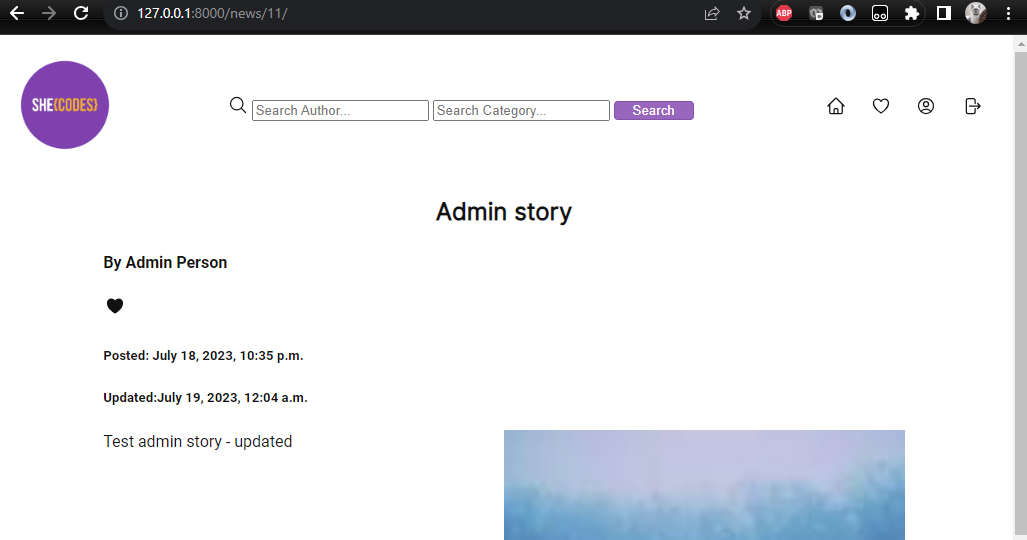 127.0.0.1:8000/news/11/
ABP
SHE{CODES}
Search Author...
Search Category...
Search
Admin story
By Admin Person
Posted: July 18, 2023, 10:35 p.m.
Updated:July 19, 2023, 12:04 a.m.
Test admin story - updated